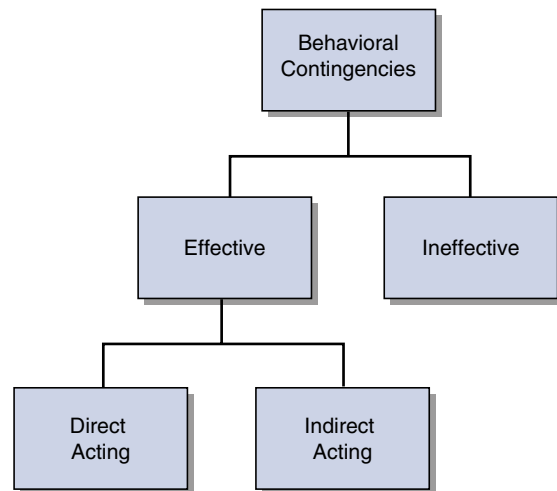 Behavioral
Contingencies
Effective
Ineffective
Direct
Acting
Indirect
Acting